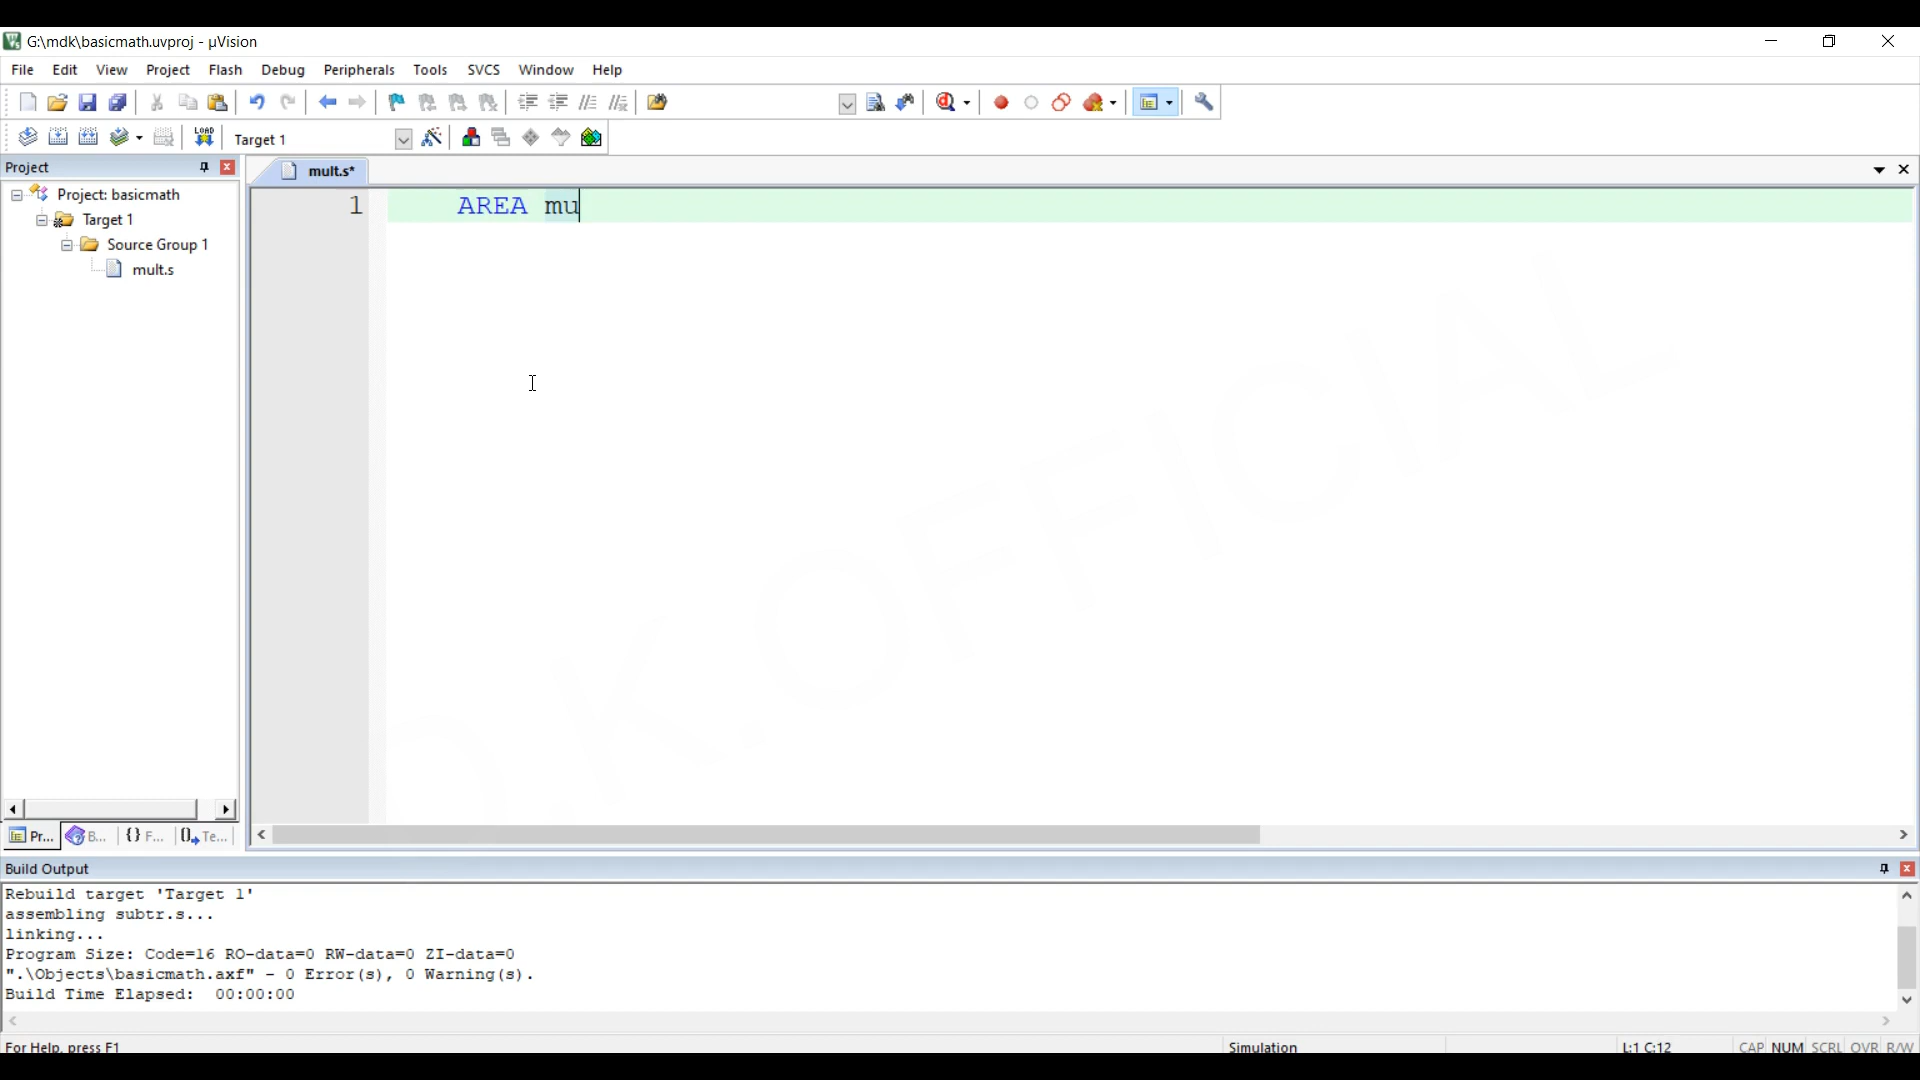 G:\mdk\basicmath.uvproj - µVision
File Edit View Project Flash Debug Peripherals Tools SVCS Window Help
LOAD Target 1
Project
mult.s*
Project: basicmath
Target 1
Source Group 1
mult.s
1 AREA mu
K.OFFICIAL
Pr... B... {} F... Te...
Build Output
Rebuild target 'Target 1'
assembling subtr.s...
linking...
Program Size: Code=16 RO-data=0 RW-data=0 ZI-data=0
".\Objects\basicmath.axf" - 0 Error(s), 0 Warning(s).
Build Time Elapsed: 00:00:00
For Help, press F1 Simulation L:1 C:12 CAP NUM SCRL OVR R/W